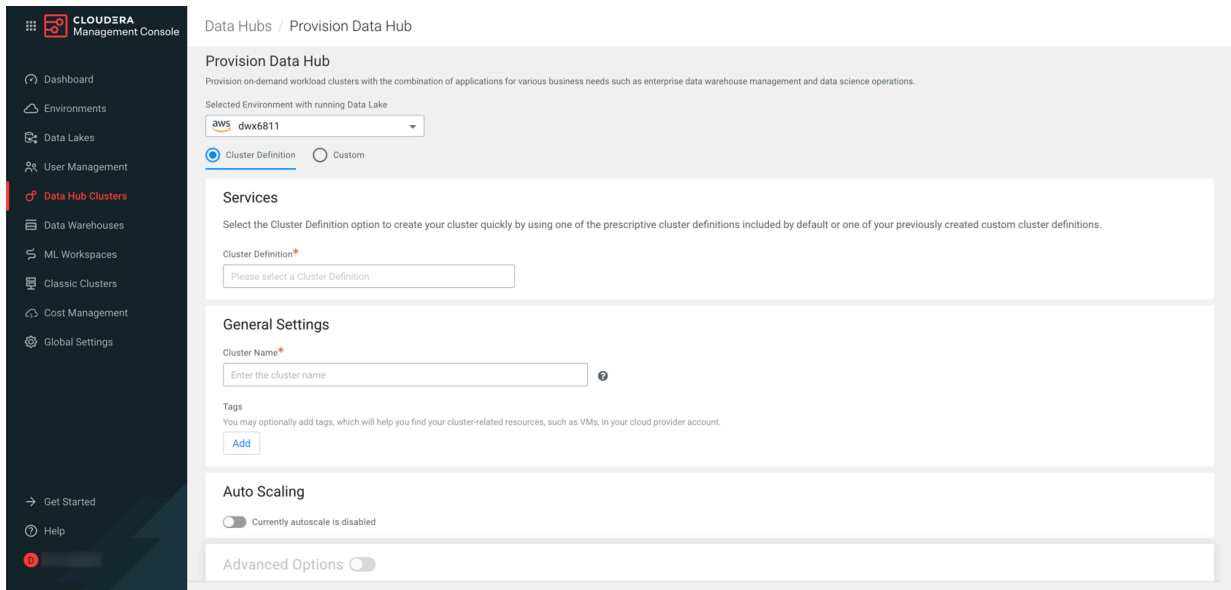 CLOUDERA
Management Console
Dashboard
Environments
Data Lakes
User Management
Data Hub Clusters
Data Warehouses
ML Workspaces
Classic Clusters
Cost Management
Global Settings
Get Started
Help
D
Data Hubs / Provision Data Hub
Provision Data Hub
Provision on-demand workload clusters with the combination of applications for various business needs such as enterprise data warehouse management and data science operations.
Selected Environment with running Data Lake
aws dwx6811
Cluster Definition Custom
Services
Select the Cluster Definition option to create your cluster quickly by using one of the prescriptive cluster definitions included by default or one of your previously created custom cluster definitions.
Cluster Definition*
Please select a Cluster Definition
General Settings
Cluster Name*
Enter the cluster name
?
Tags
You may optionally add tags, which will help you find your cluster-related resources, such as VMs, in your cloud provider account.
Add
Auto Scaling
Currently autoscale is disabled
Advanced Options